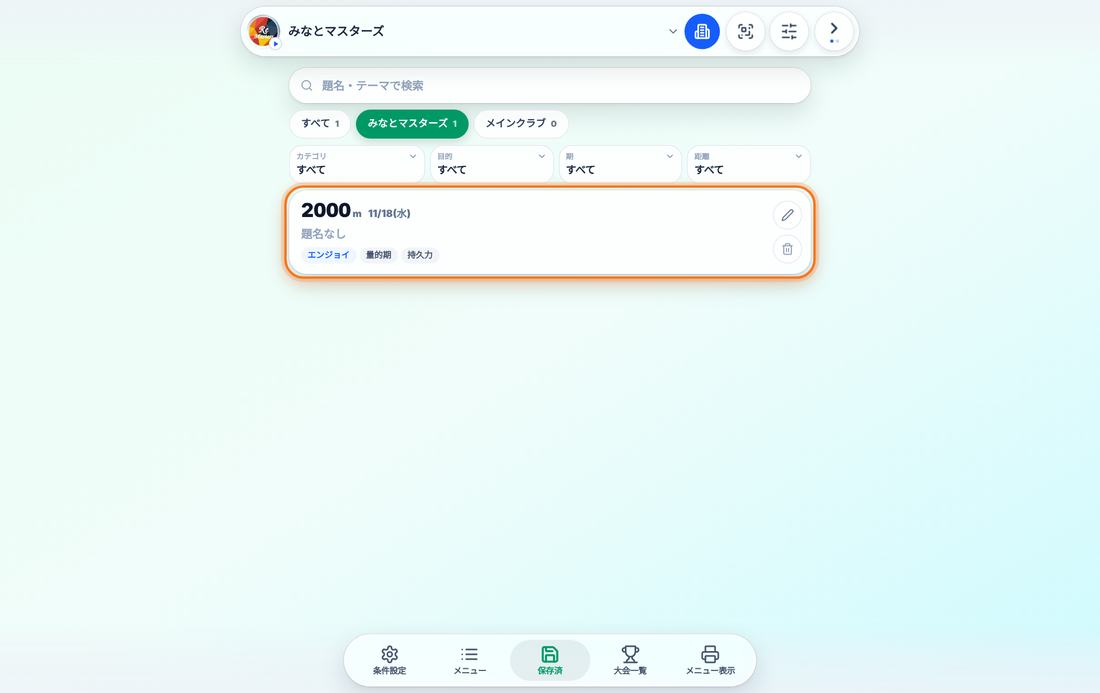 みなとマスターズ
題名・テーマで検索
すべて 1
みなとマスターズ 1
メインクラブ 0
カテゴリ
すべて
目的
すべて
期
すべて
距離
すべて
2000m 11/18(水)
題名なし
エンジョイ 量的期 持久力
条件設定
メニュー
保存済
大会一覧
メニュー表示